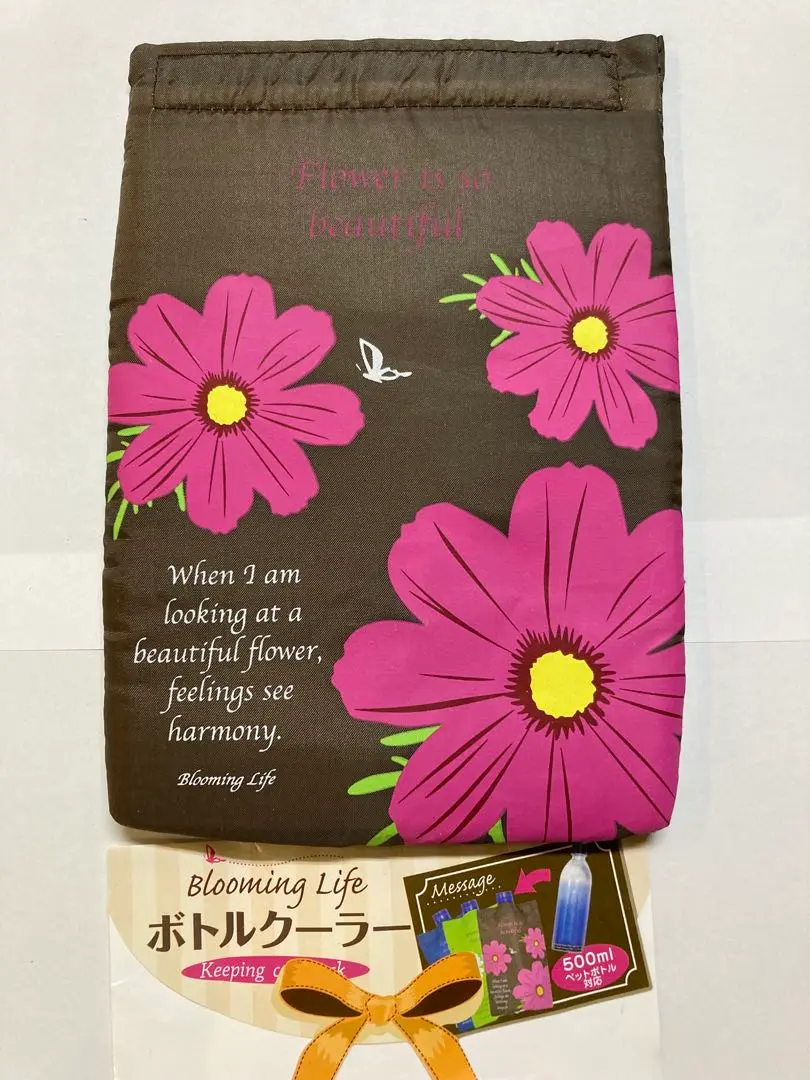 Flower is so
beautiful
When I am
looking at a
beautiful flower,
feelings see
harmony.
Blooming Life
Blooming Life
ボトルクーラー
Keeping
Message
500ml
ペットボトル
対応